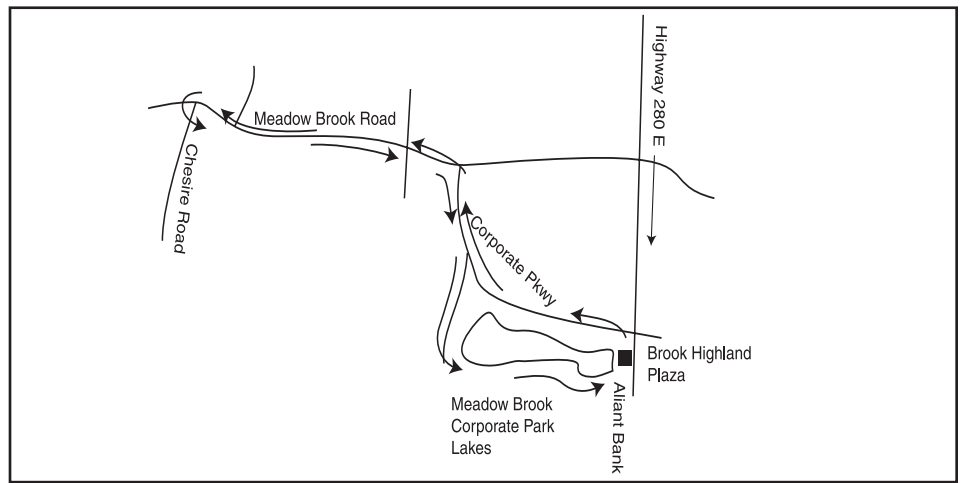 Highway 280 E
Meadow Brook Road
Chesire Road
Corporate Pkwy
Brook Highland
Plaza
Aliant Bank
Meadow Brook
Corporate Park
Lakes